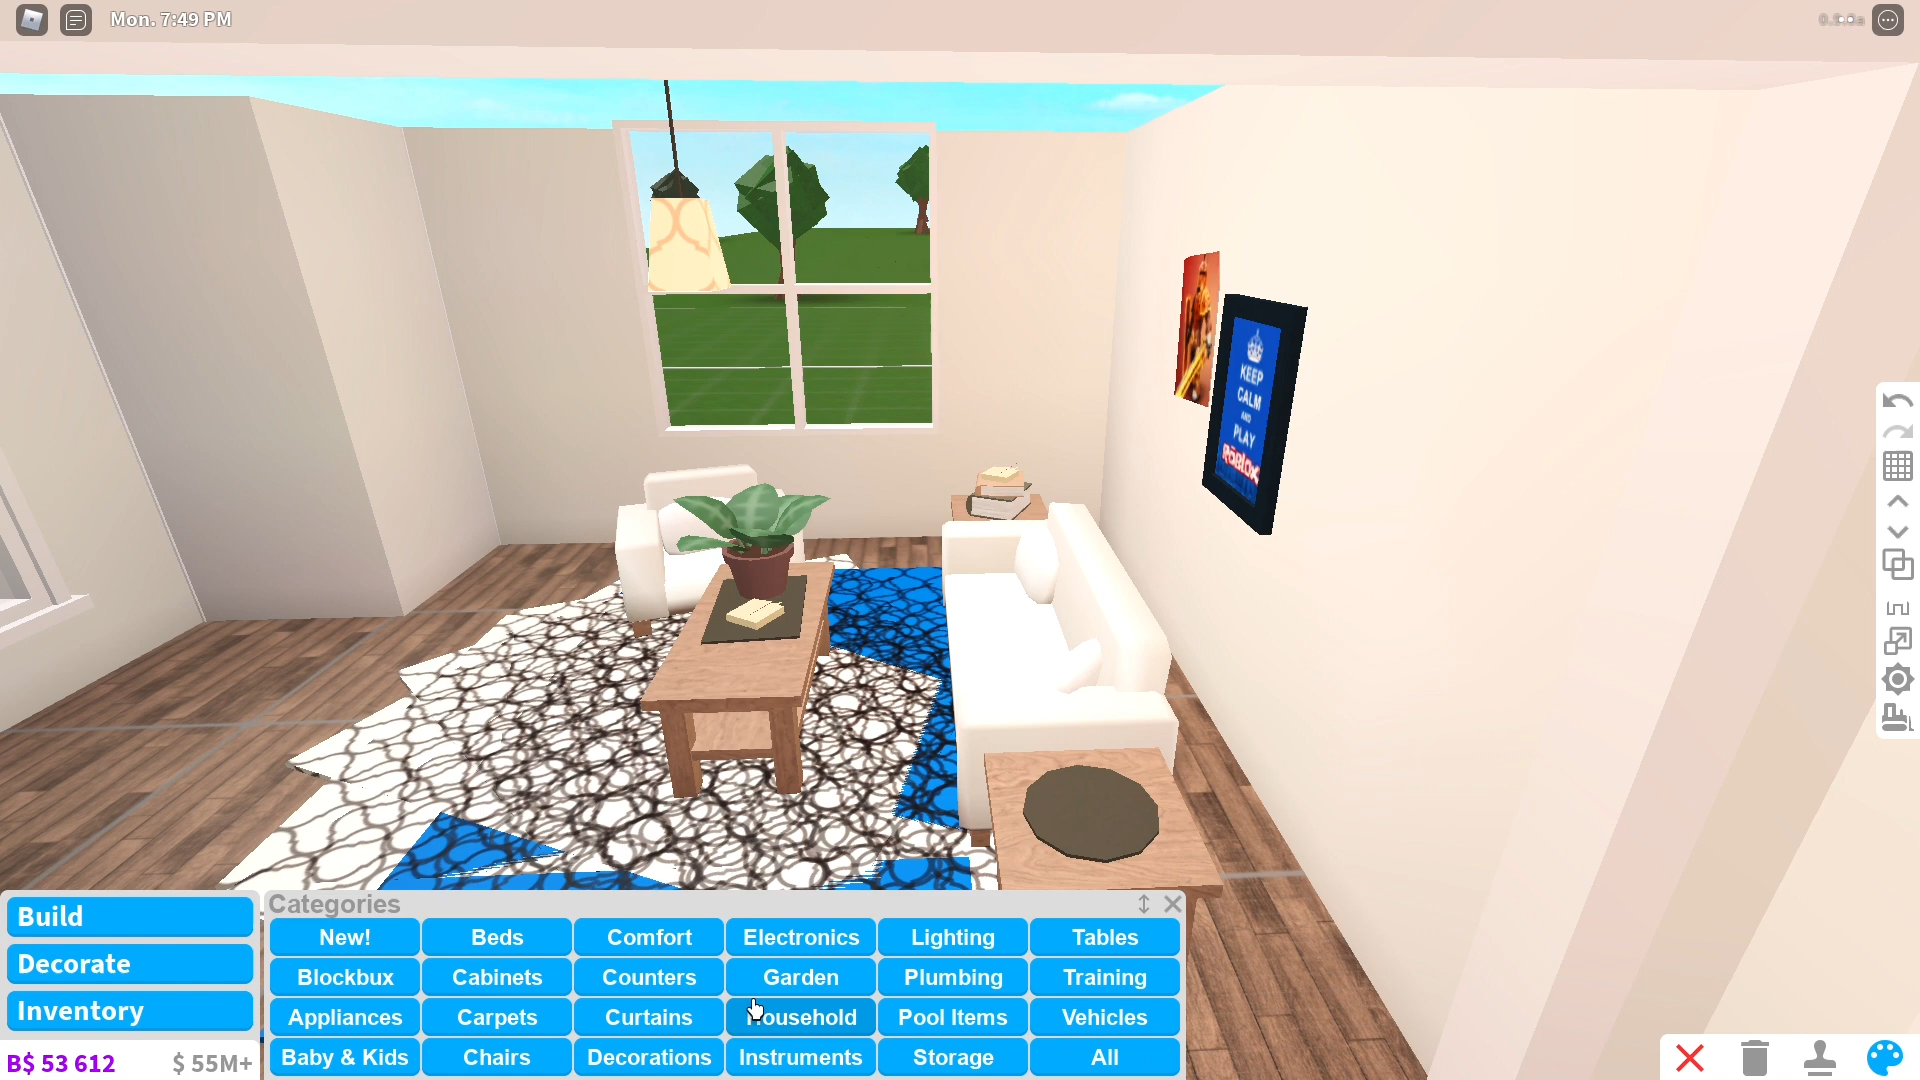 Mon. 7:49 PM
KEEP
CALM
AND
PLAY
ROBLOX
Build
Decorate
Inventory
B$ 53 612
$ 55M+
Categories
New!
Beds
Comfort
Electronics
Lighting
Tables
Blockbux
Cabinets
Counters
Garden
Plumbing
Training
Appliances
Carpets
Curtains
Household
Pool Items
Vehicles
Baby & Kids
Chairs
Decorations
Instruments
Storage
All